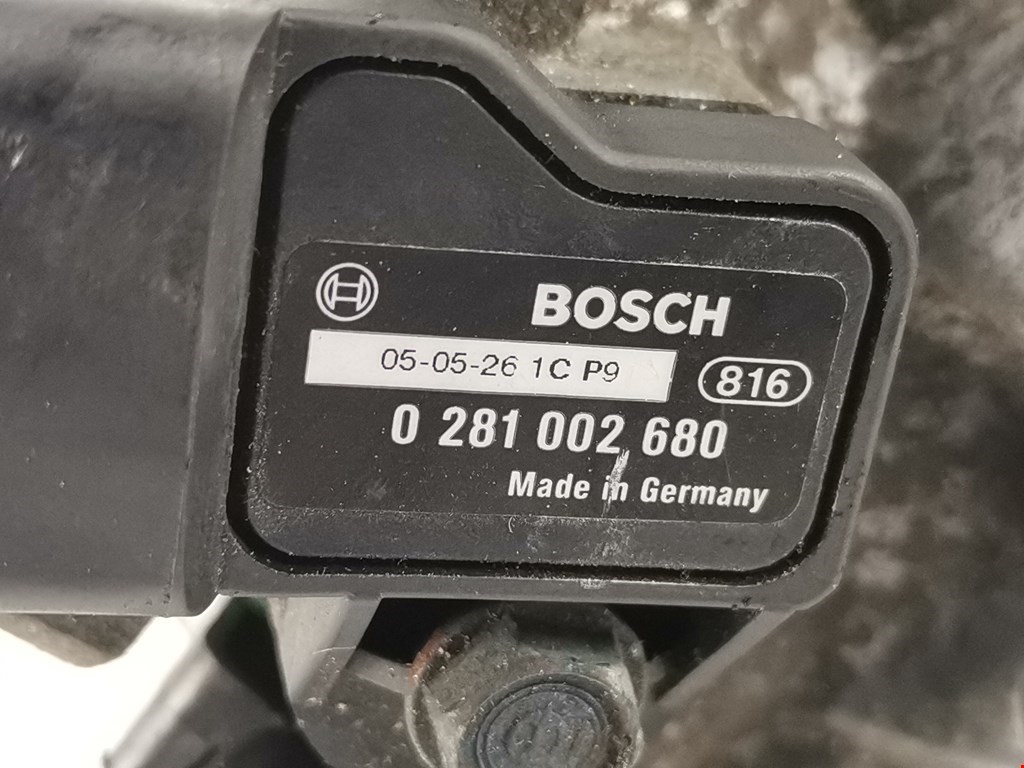 BOSCH
05-05-26 1C P9
816
0 281 002 680
Made in Germany